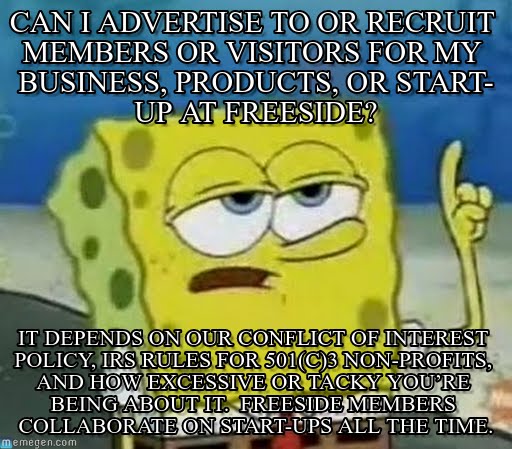 CAN I ADVERTISE TO OR RECRUIT
MEMBERS OR VISITORS FOR MY
BUSINESS, PRODUCTS, OR START-
UP AT FREESIDE?
IT DEPENDS ON OUR CONFLICT OF INTEREST
POLICY, IRS RULES FOR 501(C)3 NON-PROFITS,
AND HOW EXCESSIVE OR TACKY YOU'RE
BEING ABOUT IT. FREESIDE MEMBERS
COLLABORATE ON START-UPS ALL THE TIME.
memegen.com